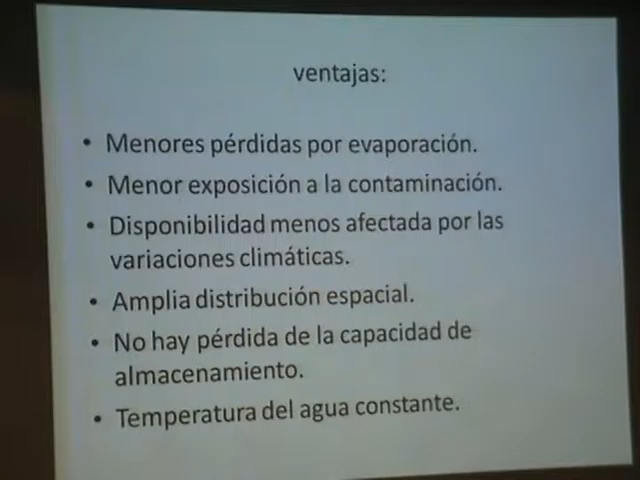 ventajas:
• Menores pérdidas por evaporación.
• Menor exposición a la contaminación.
• Disponibilidad menos afectada por las
variaciones climáticas.
• Amplia distribución espacial.
• No hay pérdida de la capacidad de
almacenamiento.
• Temperatura del agua constante.